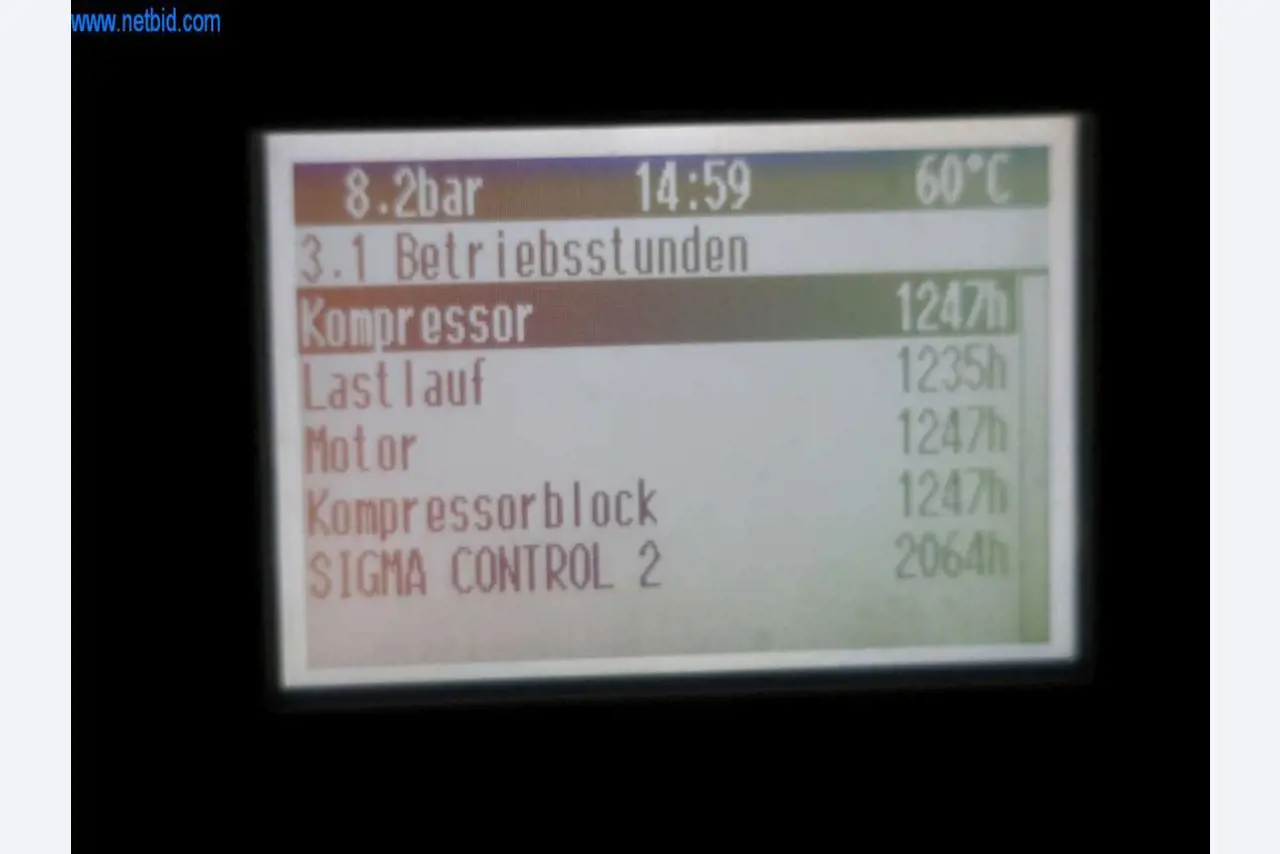 www.netbid.com
8.2bar 14:59 60°C
3.1 Betriebsstunden
Kompressor 1247h
Lastlauf 1235h
Motor 1247h
Kompressorblock 1247h
SIGMA CONTROL 2 2064h